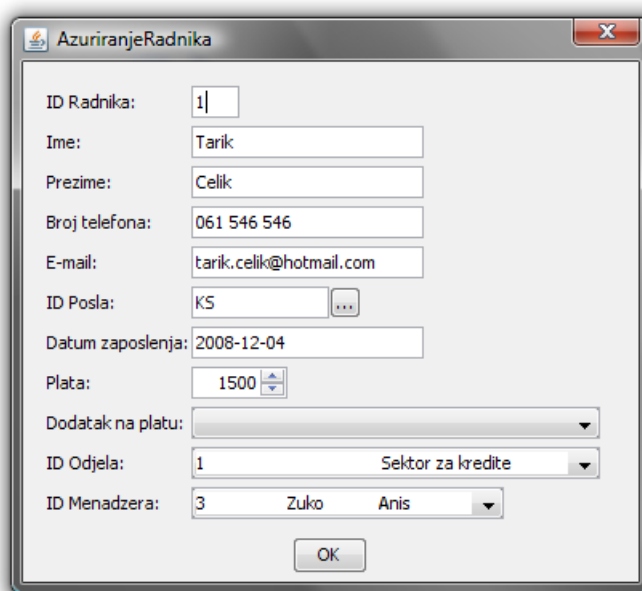 AzuriranjeRadnika
ID Radnika: 1
Ime: Tarik
Prezime: Celik
Broj telefona: 061 546 546
E-mail: tarik.celik@hotmail.com
ID Posla: KS ...
Datum zaposlenja: 2008-12-04
Plata: 1500
Dodatak na platu:
ID Odjela: 1 Sektor za kredite
ID Menadzera: 3 Zuko Anis
OK